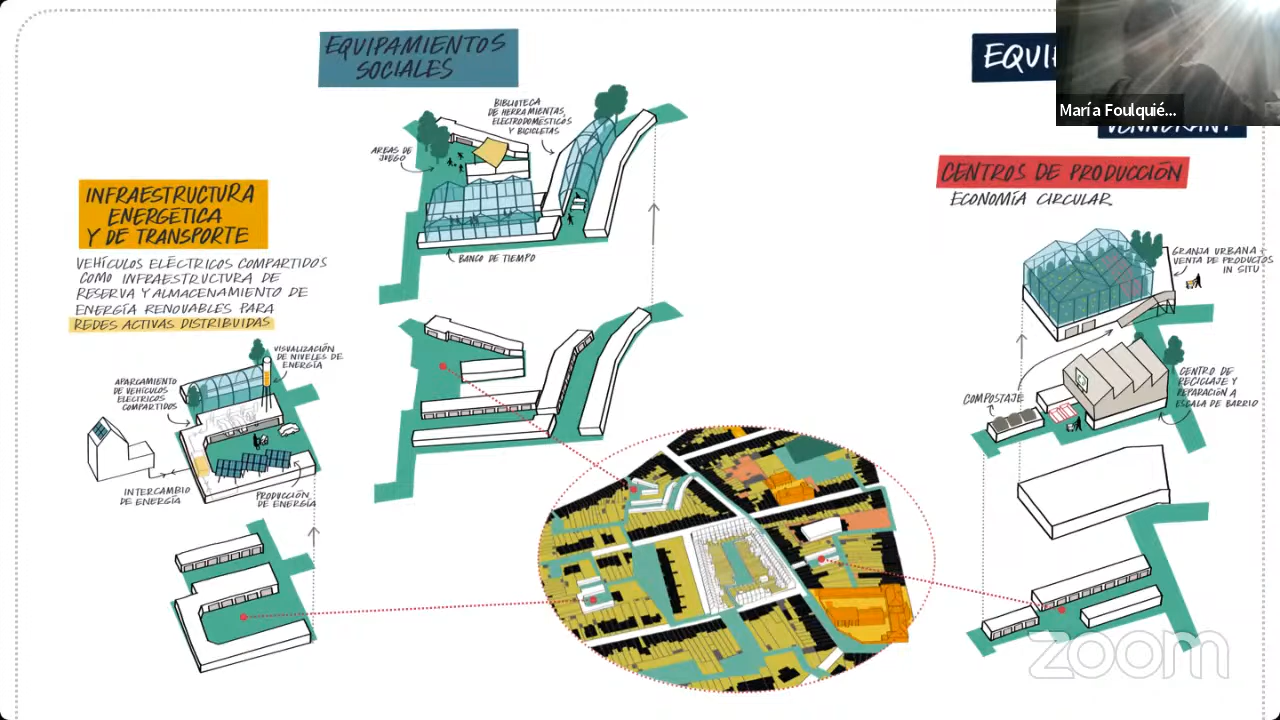 EQUIPAMIENTOS
SOCIALES
BIBLIOTECA
DE HERRAMIENTAS,
ELECTRODOMÉSTICOS
Y BICICLETAS
AREAS DE
JUEGO
BANCO DE TIEMPO
INFRAESTRUCTURA
ENERGÉTICA
Y DE TRANSPORTE
VEHÍCULOS ELÉCTRICOS COMPARTIDOS
COMO INFRAESTRUCTURA DE
RESERVA Y ALMACENAMIENTO DE
ENERGÍA RENOVABLES PARA
REDES ACTIVAS DISTRIBUIDAS
VISUALIZACIÓN
DE NIVELES DE
ENERGÍA
APARCAMIENTO
DE VEHÍCULOS
ELÉCTRICOS
COMPARTIDOS
INTERCAMBIO
DE ENERGÍA
PRODUCCIÓN
DE ENERGÍA
EQUI
María Foulquié...
CENTROS DE PRODUCCIÓN
ECONOMÍA CIRCULAR
GRANJA URBANA +
VENTA DE PRODUCTOS
IN SITU
COMPOSTAJE
CENTRO DE
RECICLAJE Y
REPARACIÓN A
ESCALA DE BARRIO
zoom